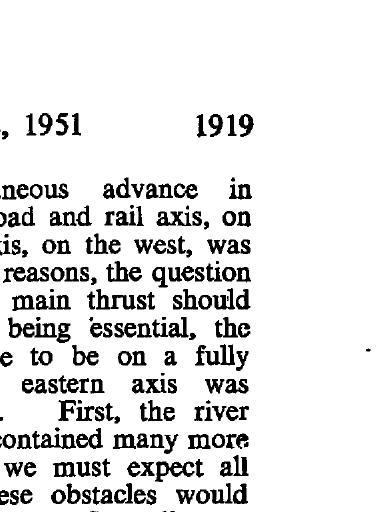 , 1951 1919
neous advance in
oad and rail axis, on
xis, on the west, was
reasons, the question
main thrust should
being essential, the
e to be on a fully
eastern axis was
. First, the river
contained many more
we must expect all
ese obstacles would